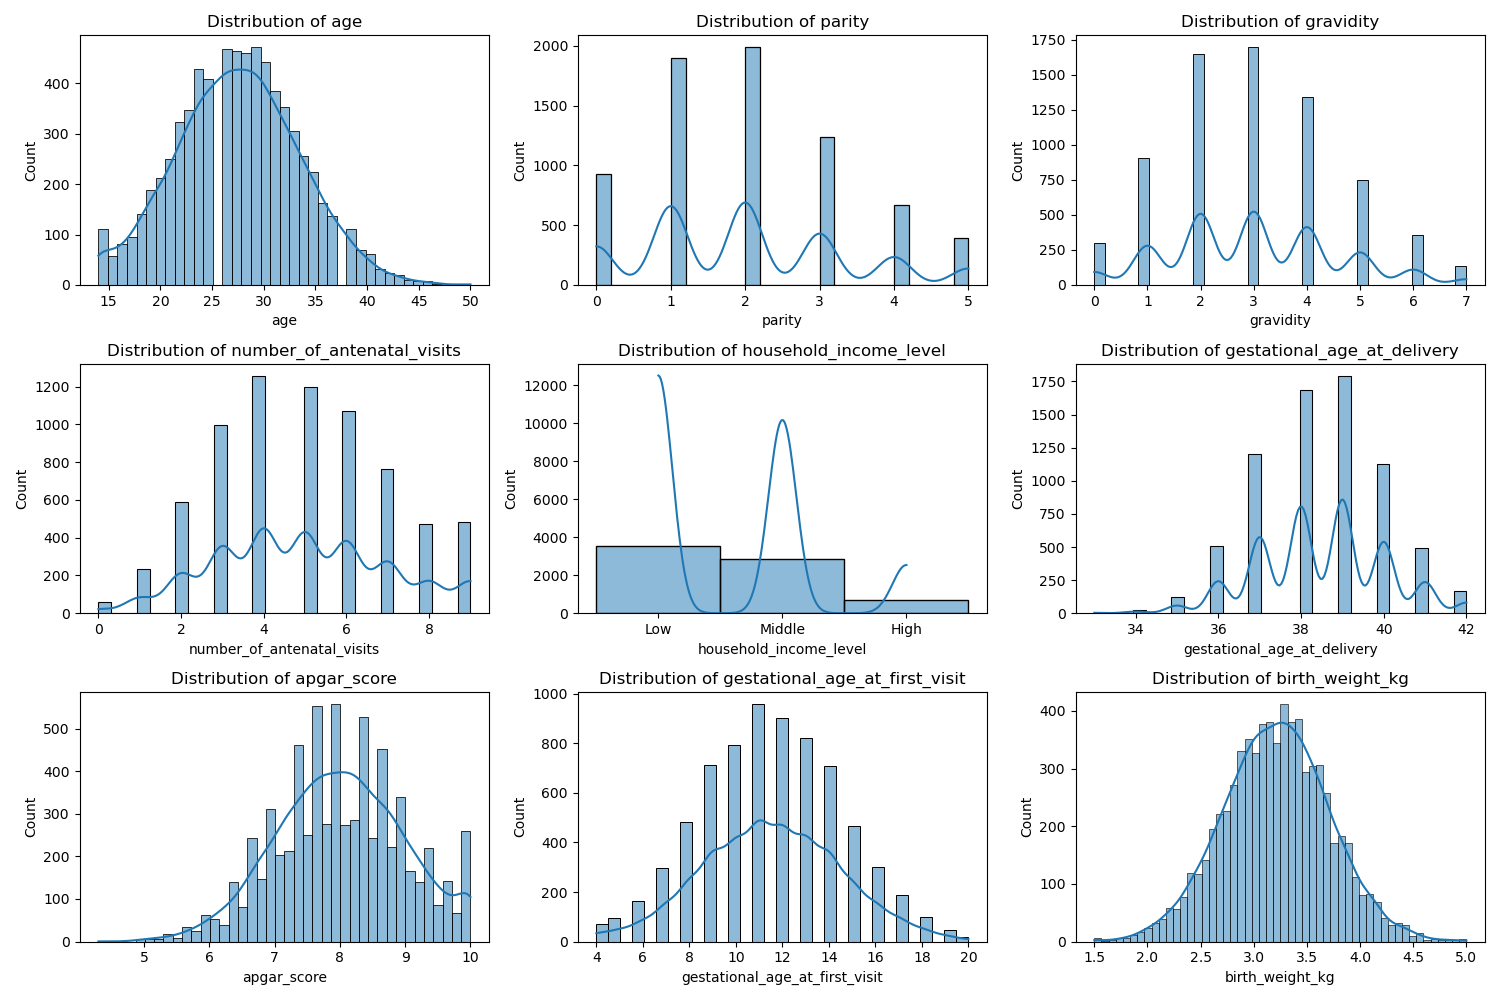 Distribution of age
Count
0
100
200
300
400
15 20 25 30 35 40 45 50
age
Distribution of parity
Count
0
500
1000
1500
2000
0 1 2 3 4 5
parity
Distribution of gravidity
Count
0
250
500
750
1000
1250
1500
1750
0 1 2 3 4 5 6 7
gravidity
Distribution of number_of_antenatal_visits
Count
0
200
400
600
800
1000
1200
0 2 4 6 8
number_of_antenatal_visits
Distribution of household_income_level
Count
0
2000
4000
6000
8000
10000
12000
Low Middle High
household_income_level
Distribution of gestational_age_at_delivery
Count
0
250
500
750
1000
1250
1500
1750
34 36 38 40 42
gestational_age_at_delivery
Distribution of apgar_score
Count
0
100
200
300
400
500
5 6 7 8 9 10
apgar_score
Distribution of gestational_age_at_first_visit
Count
0
200
400
600
800
1000
4 6 8 10 12 14 16 18 20
gestational_age_at_first_visit
Distribution of birth_weight_kg
Count
0
100
200
300
400
1.5 2.0 2.5 3.0 3.5 4.0 4.5 5.0
birth_weight_kg